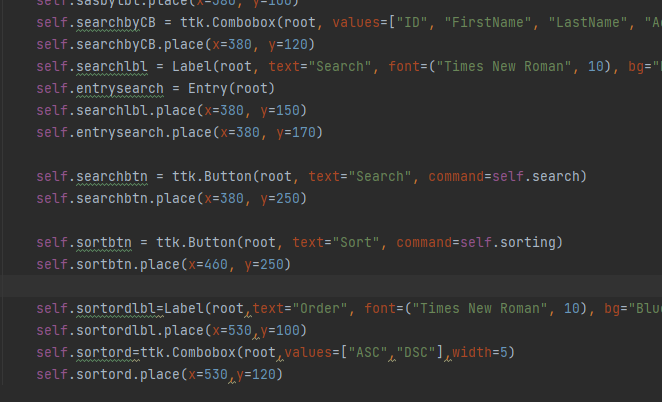 self.sasbylbl.place(x=380, y=100)
self.searchbyCB = ttk.Combobox(root, values=["ID", "FirstName", "LastName",
self.searchbyCB.place(x=380, y=120)
self.searchlbl = Label(root, text="Search", font=("Times New Roman", 10), bg="
self.entrysearch = Entry(root)
self.searchlbl.place(x=380, y=150)
self.entrysearch.place(x=380, y=170)
self.searchbtn = ttk.Button(root, text="Search", command=self.search)
self.searchbtn.place(x=380, y=250)
self.sortbtn = ttk.Button(root, text="Sort", command=self.sorting)
self.sortbtn.place(x=460, y=250)
self.sortordlbl=Label(root,text="Order", font=("Times New Roman", 10), bg="Blu
self.sortordlbl.place(x=530,y=100)
self.sortord=ttk.Combobox(root,values=["ASC","DSC"],width=5)
self.sortord.place(x=530,y=120)